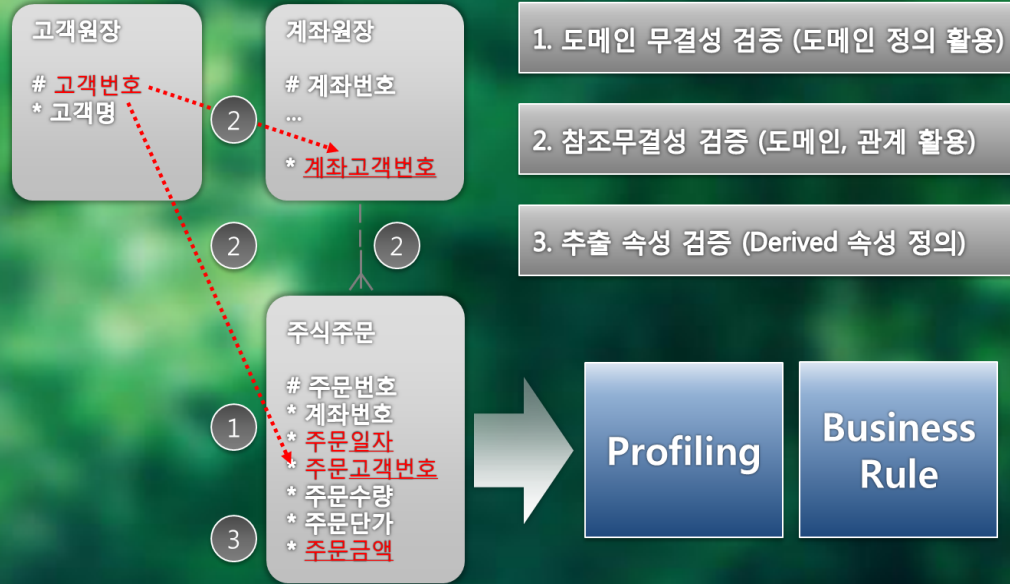 고객원장
# 고객번호
* 고객명
계좌원장
# 계좌번호
...
* 계좌고객번호
2
2
2
주식주문
# 주문번호
* 계좌번호
* 주문일자
* 주문고객번호
* 주문수량
* 주문단가
* 주문금액
1
3
1. 도메인 무결성 검증 (도메인 정의 활용)
2. 참조무결성 검증 (도메인, 관계 활용)
3. 추출 속성 검증 (Derived 속성 정의)
Profiling
Business
Rule